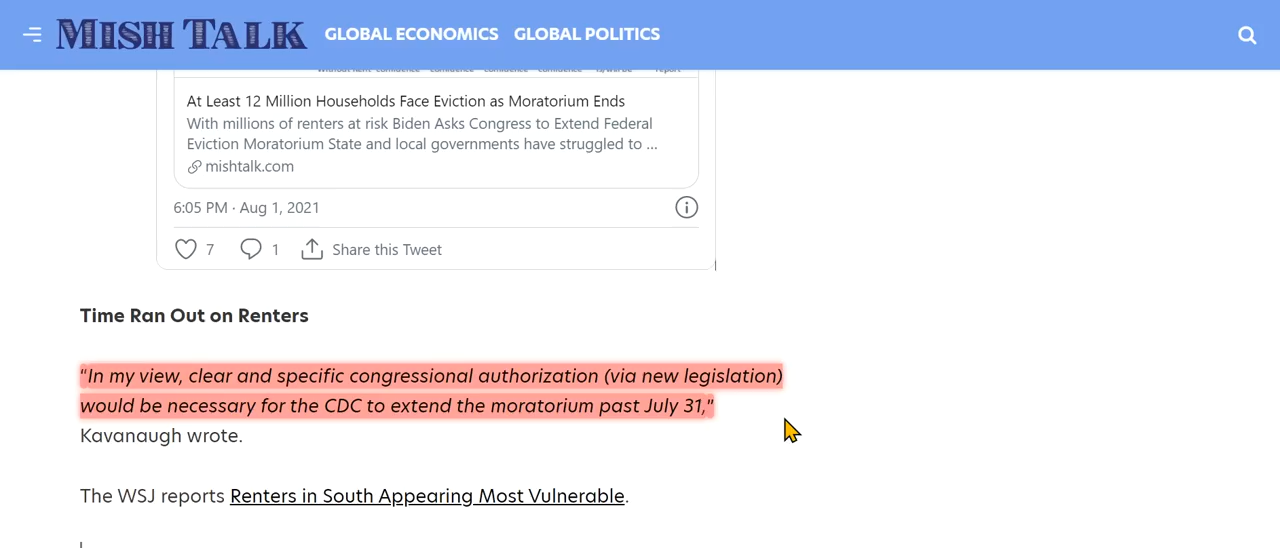 MISH TALK GLOBAL ECONOMICS GLOBAL POLITICS
At Least 12 Million Households Face Eviction as Moratorium Ends
With millions of renters at risk Biden Asks Congress to Extend Federal
Eviction Moratorium State and local governments have struggled to ...
mishtalk.com
6:05 PM · Aug 1, 2021
7 1 Share this Tweet
Time Ran Out on Renters
“In my view, clear and specific congressional authorization (via new legislation)
would be necessary for the CDC to extend the moratorium past July 31,”
Kavanaugh wrote.
The WSJ reports Renters in South Appearing Most Vulnerable.